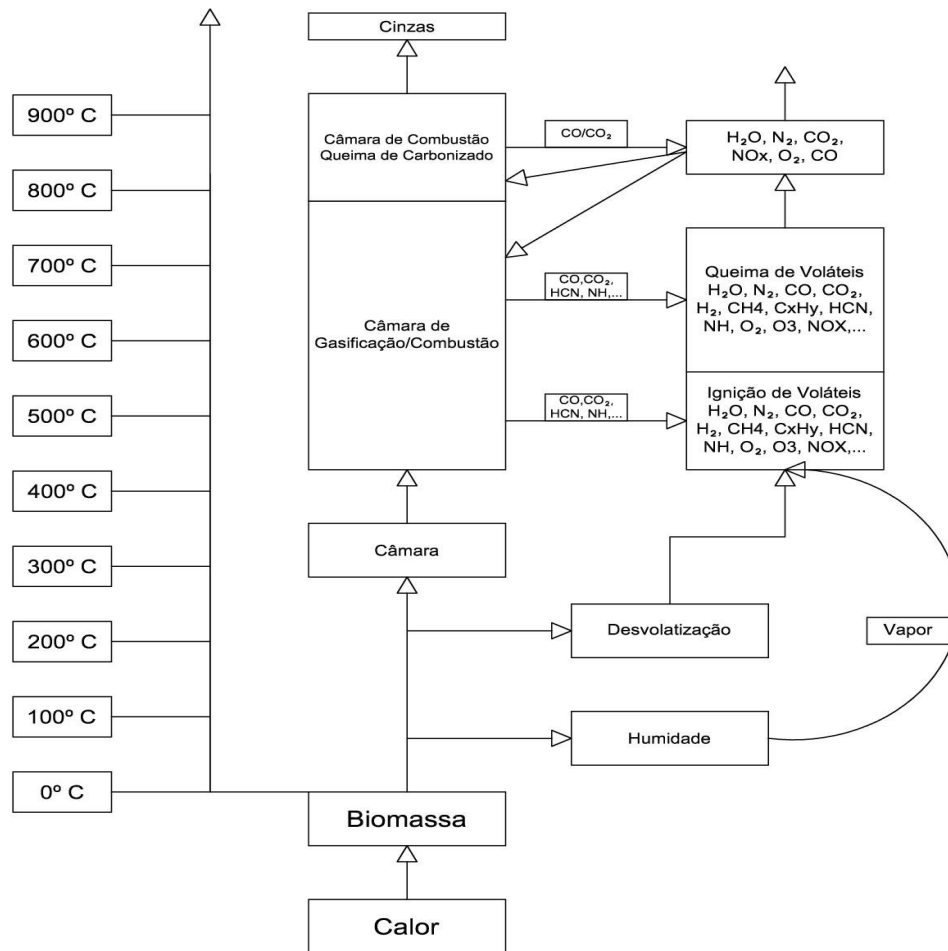 Cinzas
900º C
Câmara de Combustão
Queima de Carbonizado
CO/CO₂
H₂O, N₂, CO₂,
NOx, O₂, CO
800º C
700º C
600º C
500º C
400º C
300º C
200º C
100º C
0º C
Câmara de
Gasificação/Combustão
CO,CO₂,
HCN, NH,...
Queima de Voláteis
H₂O, N₂, CO, CO₂,
H₂, CH4, CxHy, HCN,
NH, O₂, O3, NOX,...
CO,CO₂,
HCN, NH,...
Ignição de Voláteis
H₂O, N₂, CO, CO₂,
H₂, CH4, CxHy, HCN,
NH, O₂, O3, NOX,...
Câmara
Desvolatização
Vapor
Humidade
Biomassa
Calor